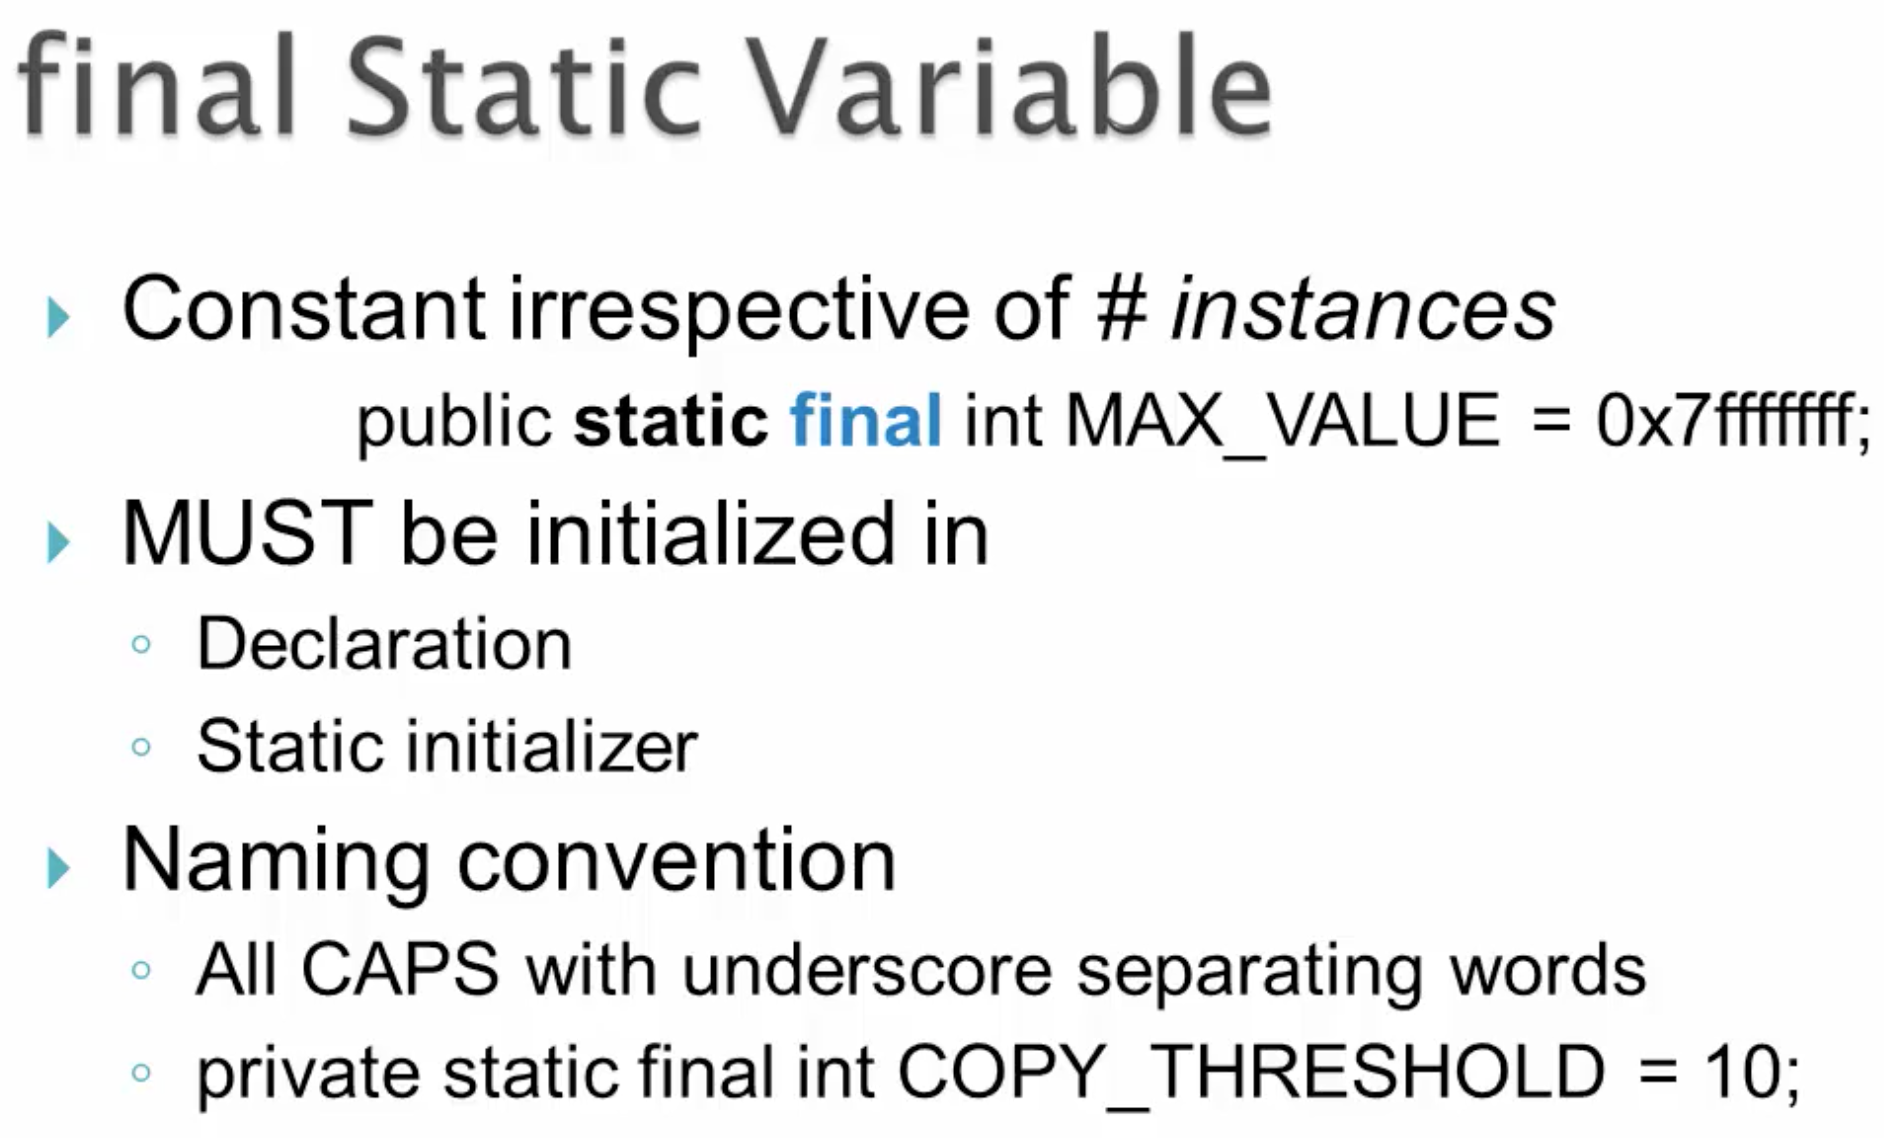 final Static Variable
Constant irrespective of # instances
public static final int MAX_VALUE = 0x7fffffff;
MUST be initialized in
Declaration
Static initializer
Naming convention
All CAPS with underscore separating words
private static final int COPY_THRESHOLD = 10;